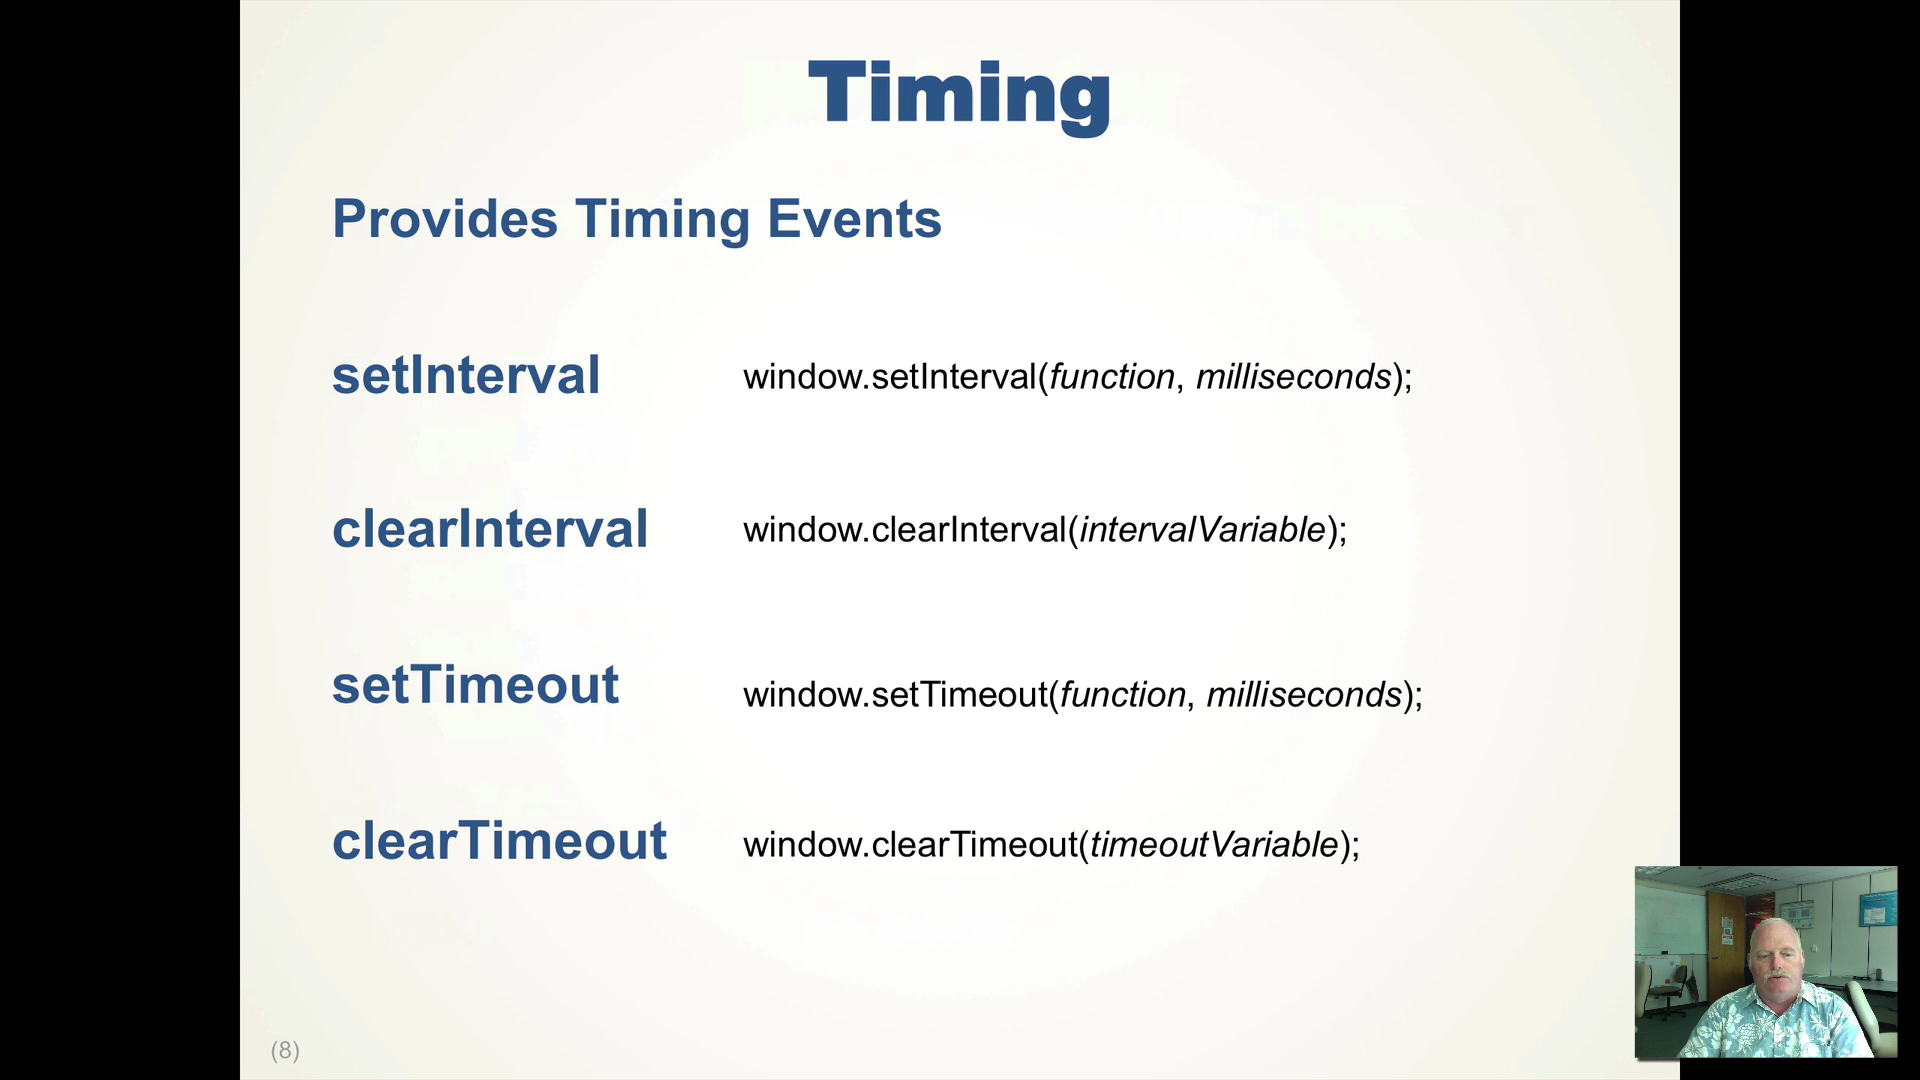 Timing
Provides Timing Events
setInterval window.setInterval(function, milliseconds);
clearInterval window.clearInterval(intervalVariable);
setTimeout window.setTimeout(function, milliseconds);
clearTimeout window.clearTimeout(timeoutVariable);
(8)